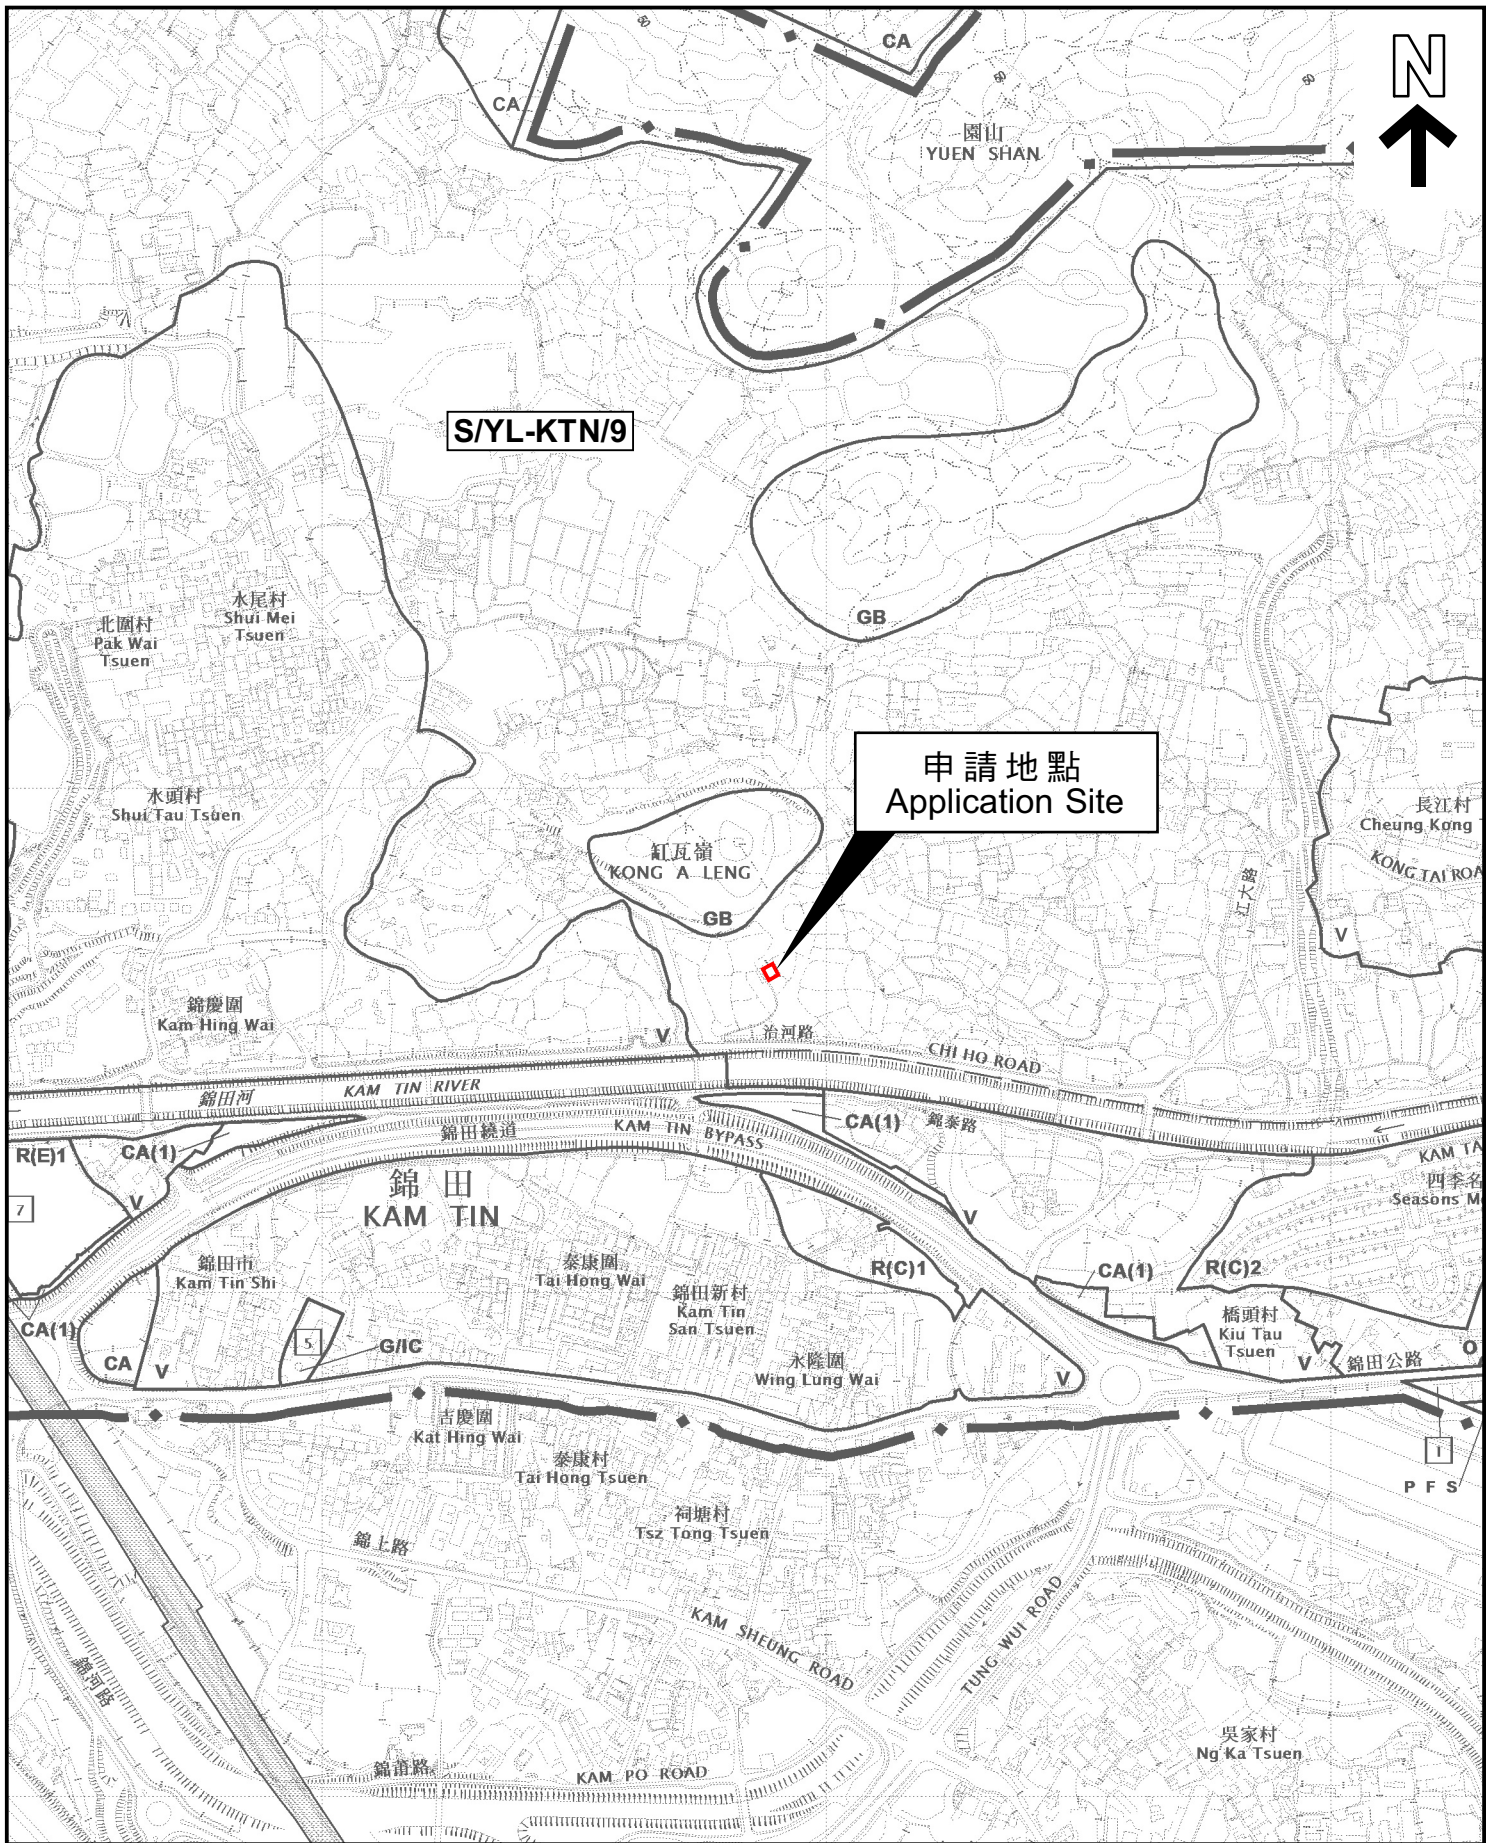 50
CA
N
CA
50
50
園山
YUEN SHAN
S/YL-KTN/9
水尾村
Shui Mei
Tsuen
北圍村
Pak Wai
Tsuen
GB
申請地點
Application Site
水頭村
Shui Tau Tsuen
長江村
Cheung Kong
KONG TAI ROA
缸瓦嶺
KONG A LENG
江大路
GB
V
錦慶圍
Kam Hing Wai
V
治河路
CHI HO ROAD
錦田河
KAM TIN RIVER
CA(1)
錦泰路
錦田繞道
KAM TIN BYPASS
R(E)1
CA(1)
KAM TA
四季名
Seasons M
錦田
KAM TIN
7
V
V
錦田市
Kam Tin Shi
泰康圍
Tai Hong Wai
R(C)1
CA(1)
R(C)2
錦田新村
Kam Tin
San Tsuen
橋頭村
Kiu Tau
Tsuen
CA(1)
5
G/IC
O
CA
V
永隆圍
Wing Lung Wai
V
V
錦田公路
吉慶圍
Kat Hing Wai
泰康村
Tai Hong Tsuen
1
P F S
祠塘村
Tsz Tong Tsuen
錦上路
KAM SHEUNG ROAD
TUNG WUI ROAD
錦河路
吳家村
Ng Ka Tsuen
錦莆路
KAM PO ROAD